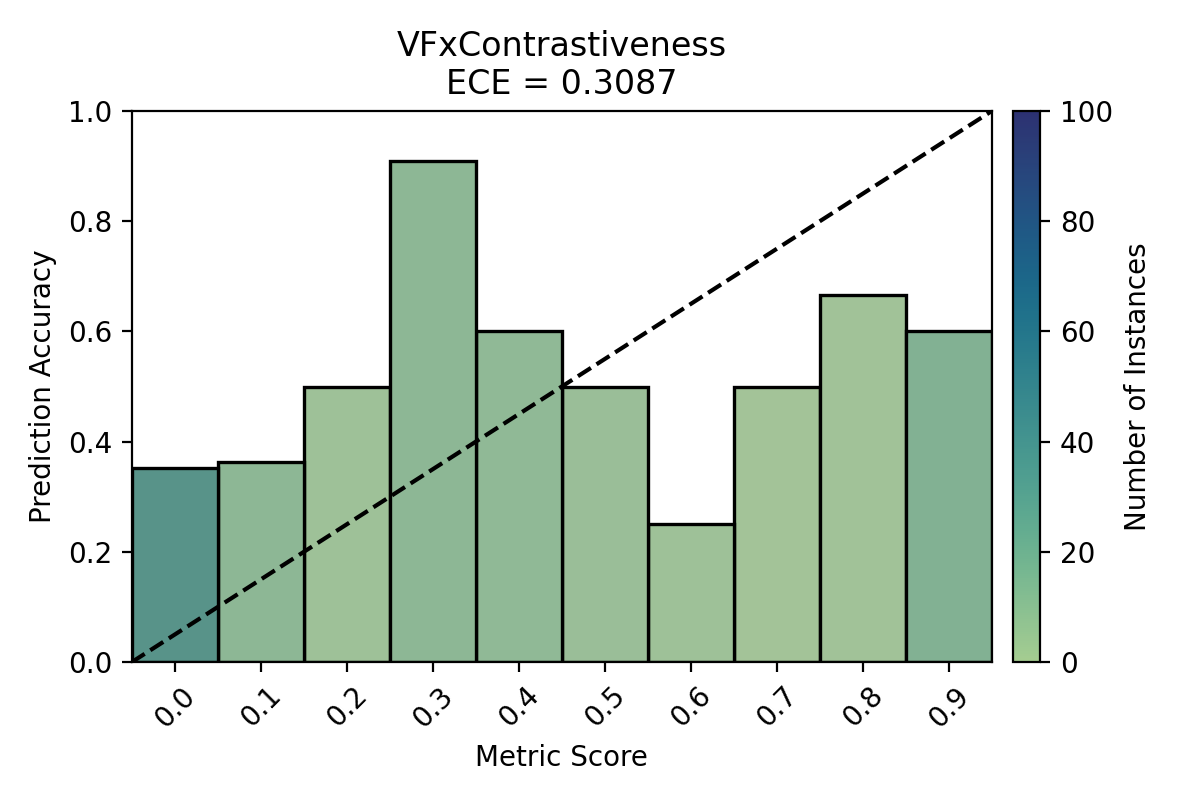 VFxContrastiveness
ECE = 0.3087
1.0
0.8
0.6
0.4
0.2
0.0
Prediction Accuracy
0.0 0.1 0.2 0.3 0.4 0.5 0.6 0.7 0.8 0.9
Metric Score
100
80
60
40
20
0
Number of Instances